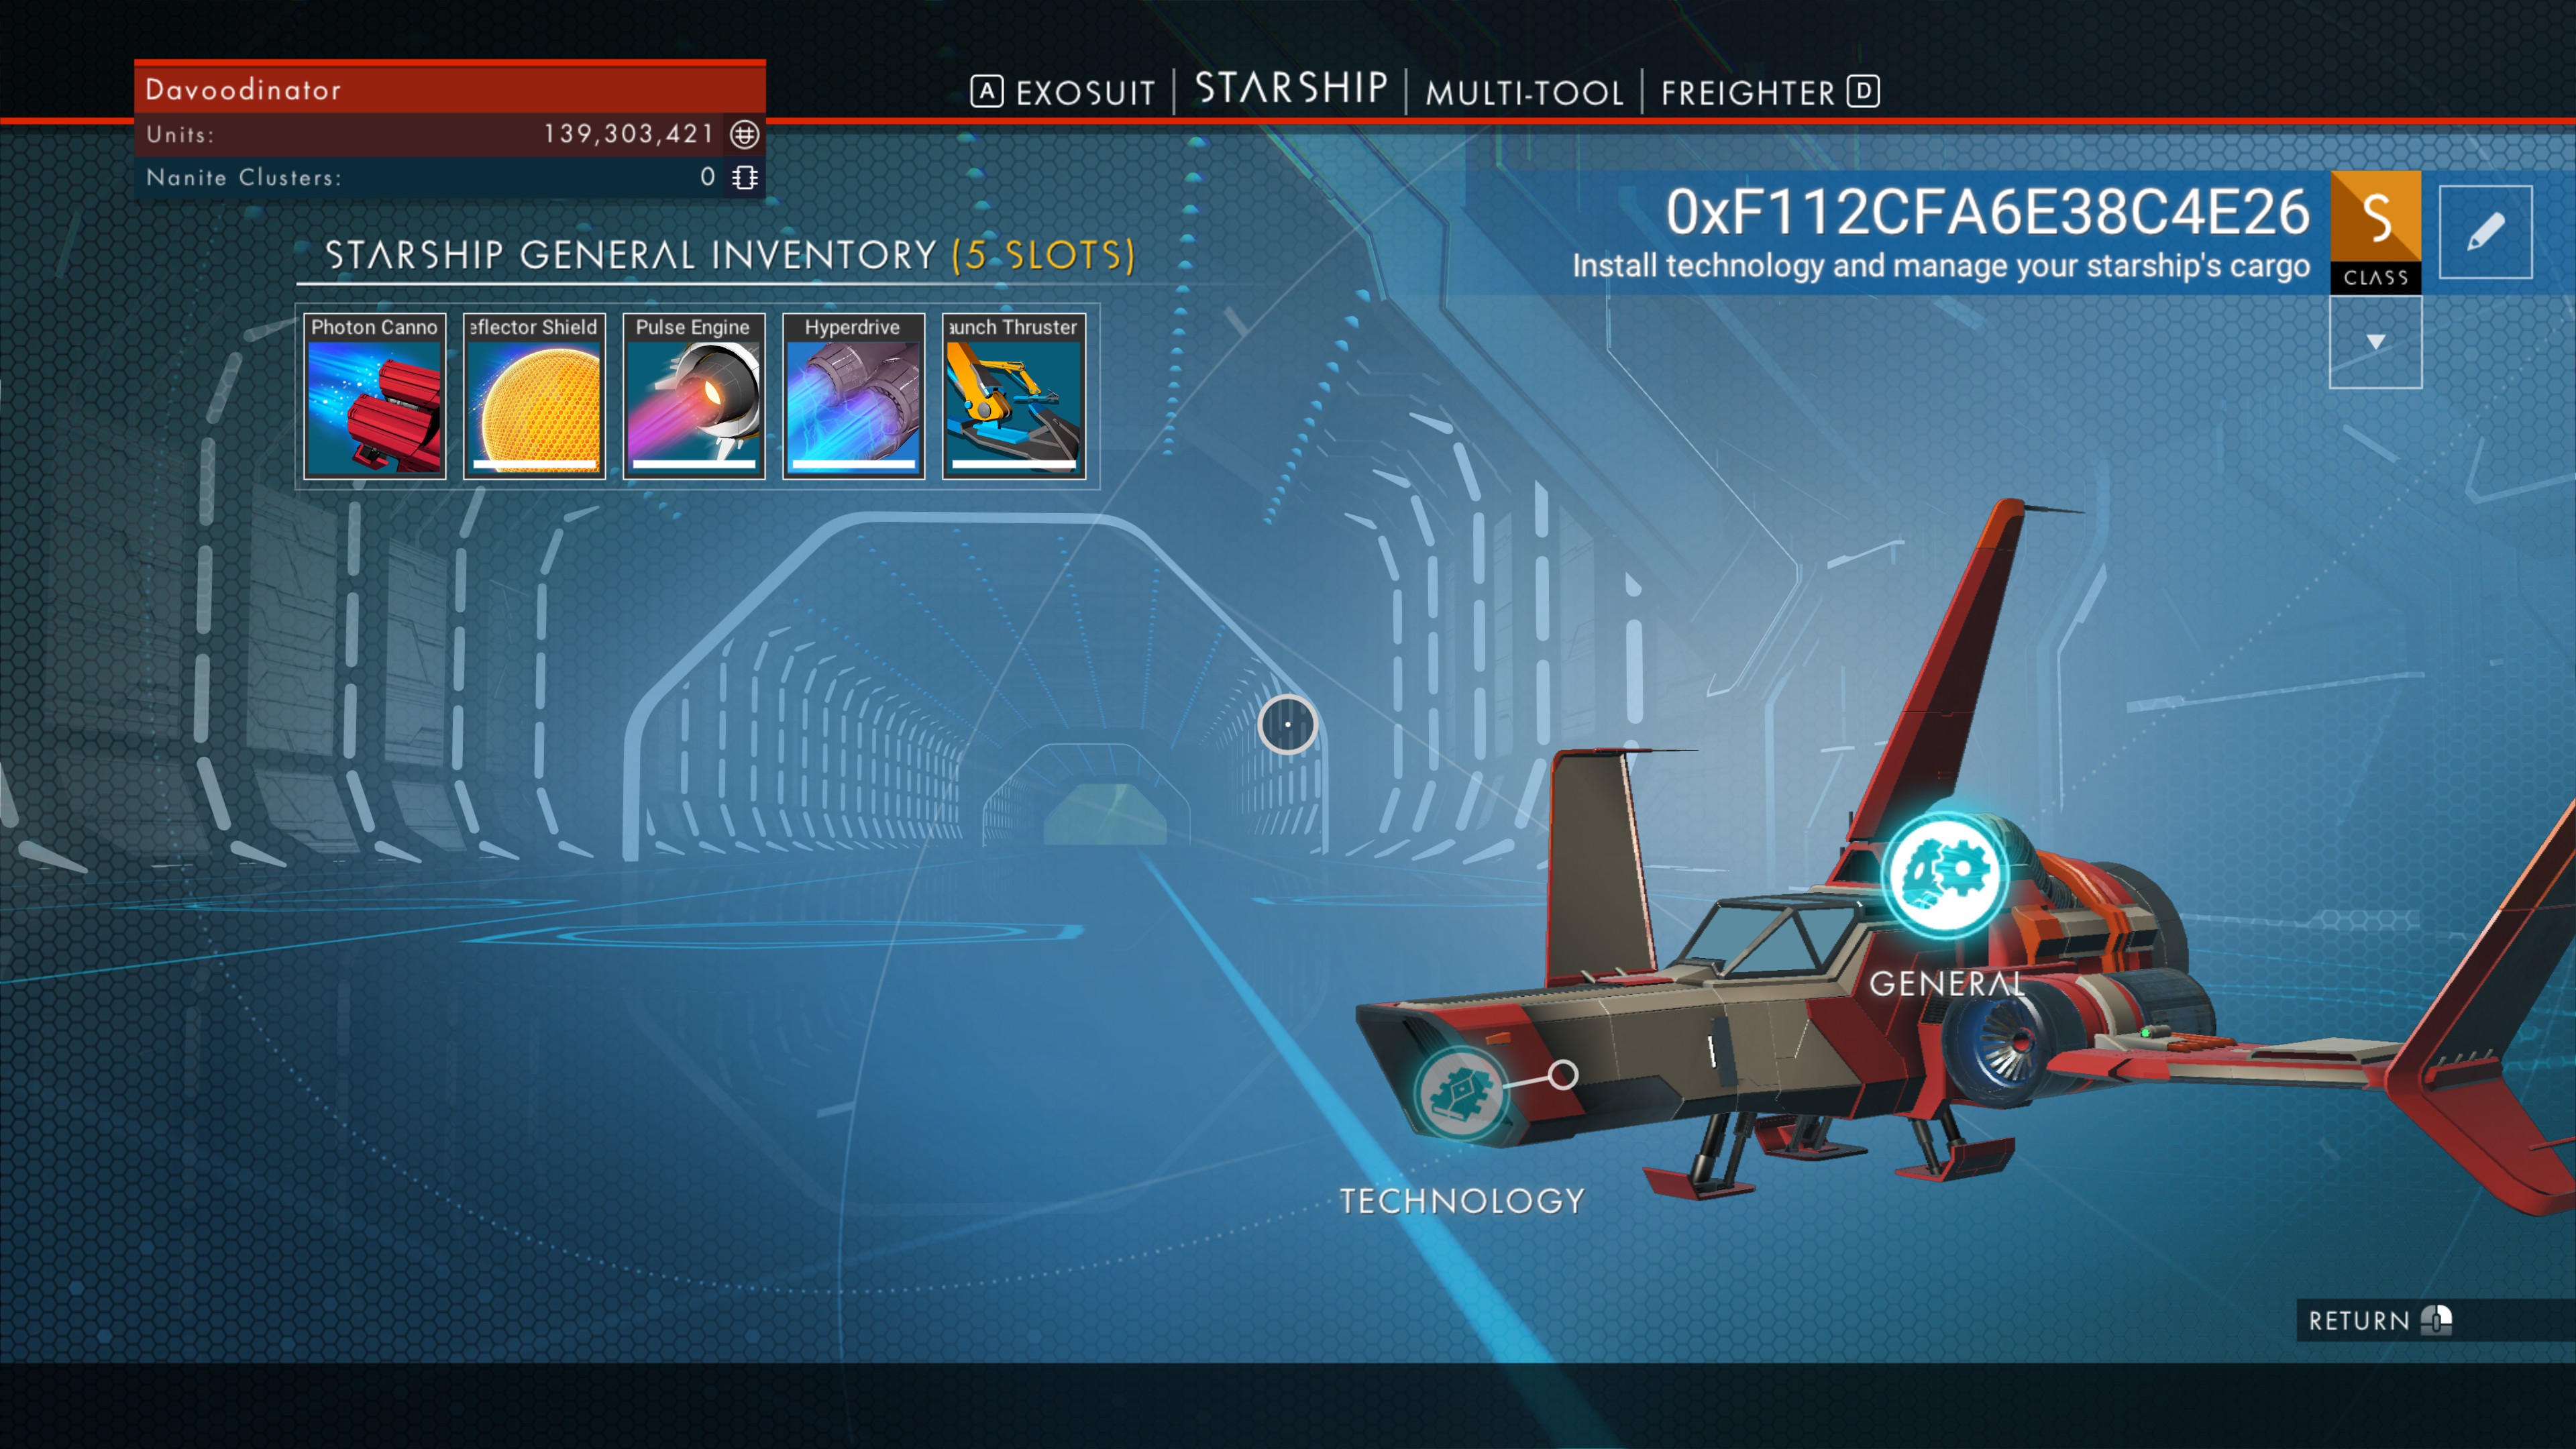 Davoodinator
Units: 139,303,421
Nanite Clusters: 0
A EXOSUIT STARSHIP MULTI-TOOL FREIGHTER D
0xF112CFA6E38C4E26
Install technology and manage your starship's cargo
S
CLASS
STARSHIP GENERAL INVENTORY (5 SLOTS)
Photon Canno eflector Shield Pulse Engine Hyperdrive aunch Thruster
GENERAL
TECHNOLOGY
RETURN